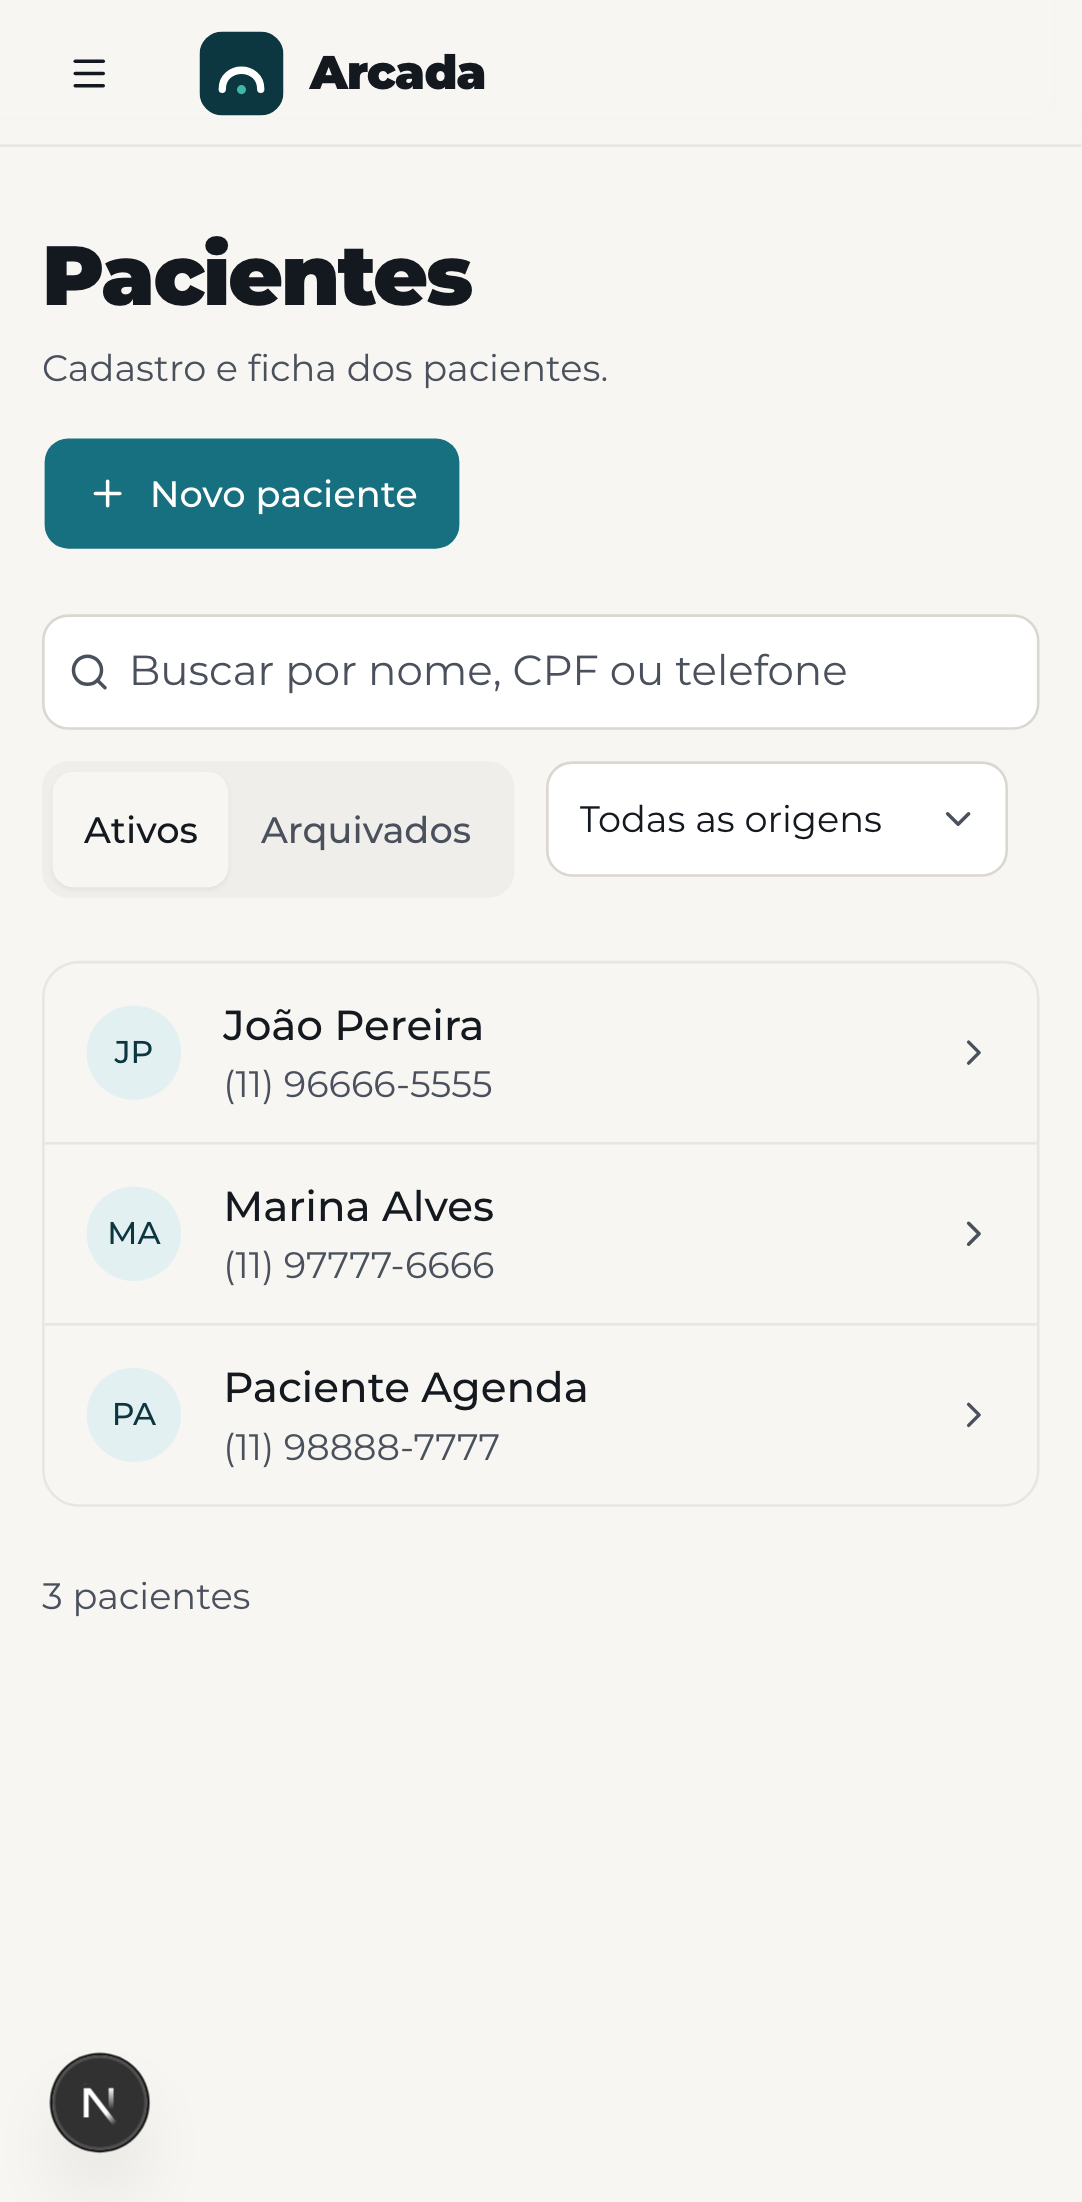 Arcada
Pacientes
Cadastro e ficha dos pacientes.
+ Novo paciente
Buscar por nome, CPF ou telefone
Ativos Arquivados Todas as origens
JP João Pereira
(11) 96666-5555
MA Marina Alves
(11) 97777-6666
PA Paciente Agenda
(11) 98888-7777
3 pacientes
N